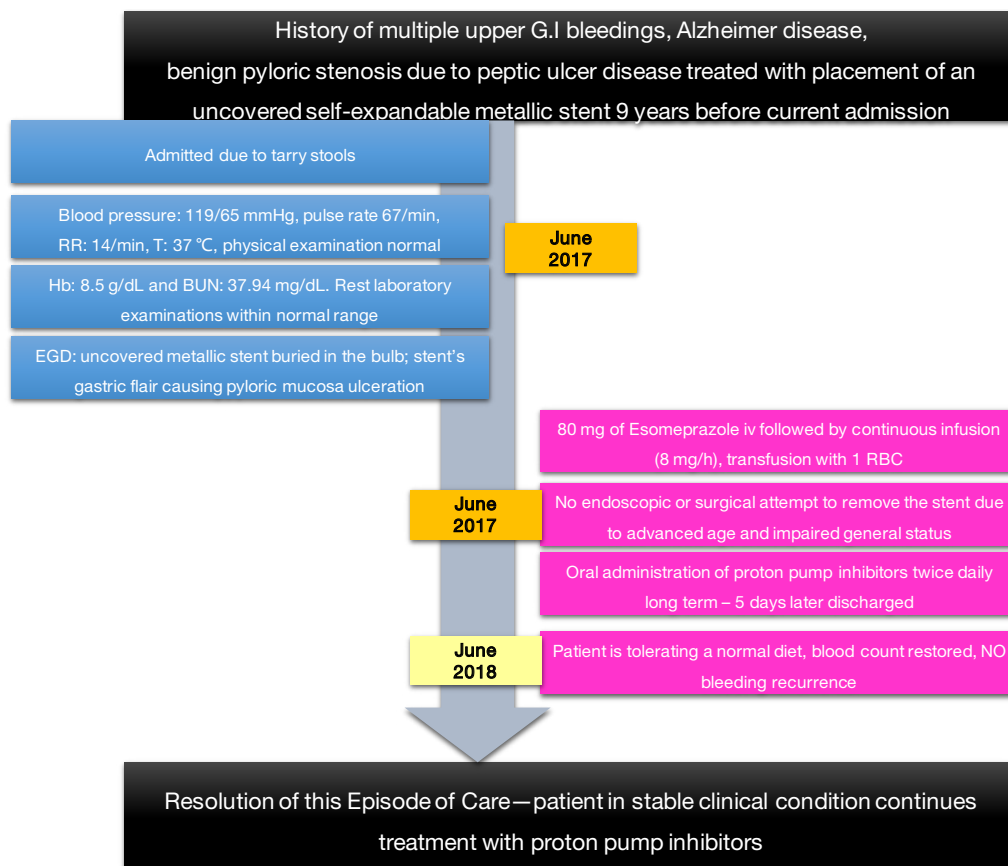 History of multiple upper G.I bleedings, Alzheimer disease,
benign pyloric stenosis due to peptic ulcer disease treated with placement of an
uncovered self-expandable metallic stent 9 years before current admission
Admitted due to tarry stools
Blood pressure: 119/65 mmHg, pulse rate 67/min,
RR: 14/min, T: 37 ℃, physical examination normal
June
2017
Hb: 8.5 g/dL and BUN: 37.94 mg/dL. Rest laboratory
examinations within normal range
EGD: uncovered metallic stent buried in the bulb; stent's
gastric flair causing pyloric mucosa ulceration
80 mg of Esomeprazole iv followed by continuous infusion
(8 mg/h), transfusion with 1 RBC
June
2017
No endoscopic or surgical attempt to remove the stent due
to advanced age and impaired general status
Oral administration of proton pump inhibitors twice daily
long term – 5 days later discharged
June
2018
Patient is tolerating a normal diet, blood count restored, NO
bleeding recurrence
Resolution of this Episode of Care—patient in stable clinical condition continues
treatment with proton pump inhibitors